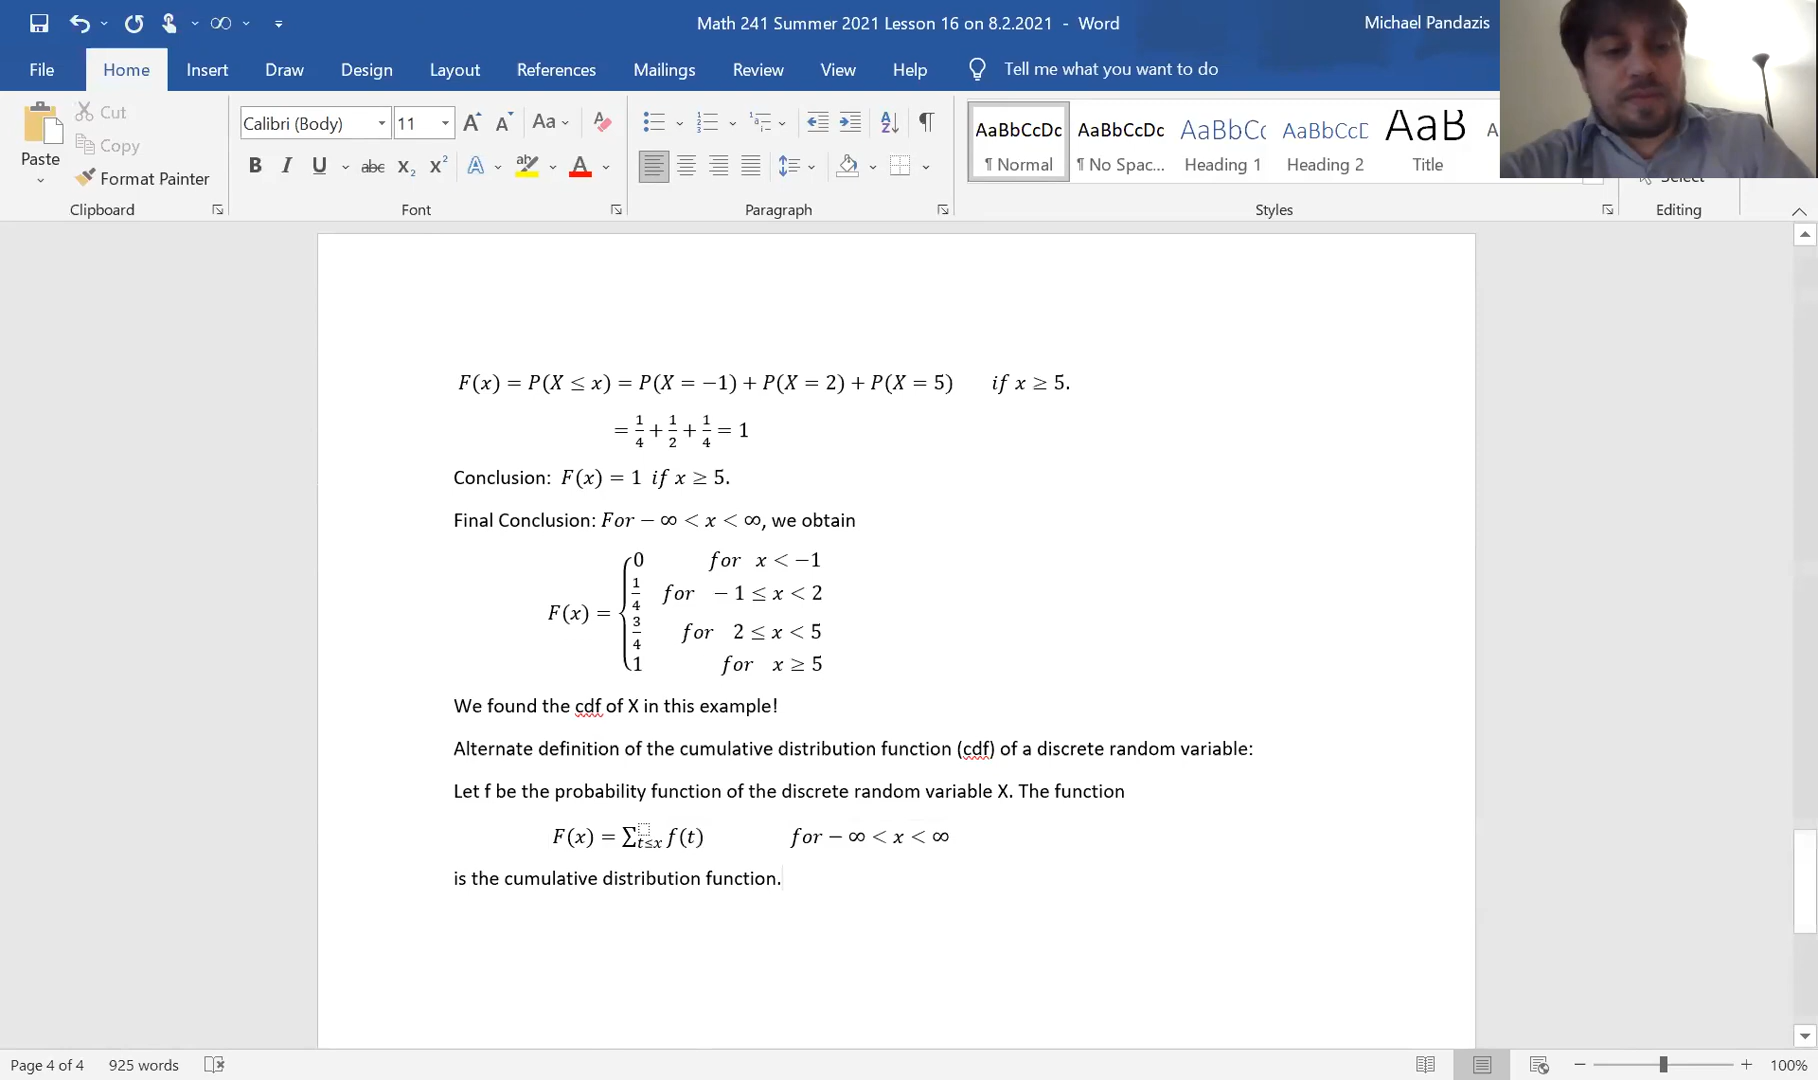 Math 241 Summer 2021 Lesson 16 on 8.2.2021 - Word
Michael Pandazis
File Home Insert Draw Design Layout References Mailings Review View Help Tell me what you want to do
Paste
Cut
Copy
Format Painter
Clipboard
Calibri (Body) 11
Font
Paragraph
AaBbCcDc ¶ Normal
AaBbCcDc ¶ No Spac...
AaBbCc Heading 1
AaBbCcD Heading 2
AaB Title
Styles
Select
Editing
F(x) = P(X ≤ x) = P(X = −1) + P(X = 2) + P(X = 5) if x ≥ 5.
= 1/4 + 1/2 + 1/4 = 1
Conclusion: F(x) = 1 if x ≥ 5.
Final Conclusion: For − ∞ < x < ∞, we obtain
F(x) = {0 for x < −1
1/4 for − 1 ≤ x < 2
3/4 for 2 ≤ x < 5
1 for x ≥ 5
We found the cdf of X in this example!
Alternate definition of the cumulative distribution function (cdf) of a discrete random variable:
Let f be the probability function of the discrete random variable X. The function
F(x) = ∑t≤x f(t) for − ∞ < x < ∞
is the cumulative distribution function.
Page 4 of 4 925 words 100%